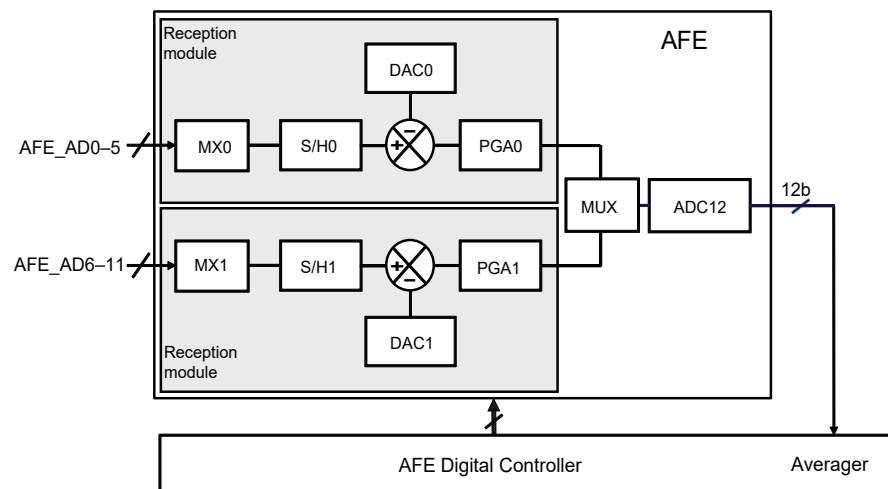 Reception
module
AFE
DAC0
AFE_AD0–5
MX0
S/H0
–
+
PGA0
12b
MUX
ADC12
AFE_AD6–11
MX1
S/H1
+
–
PGA1
DAC1
Reception
module
AFE Digital Controller
Averager